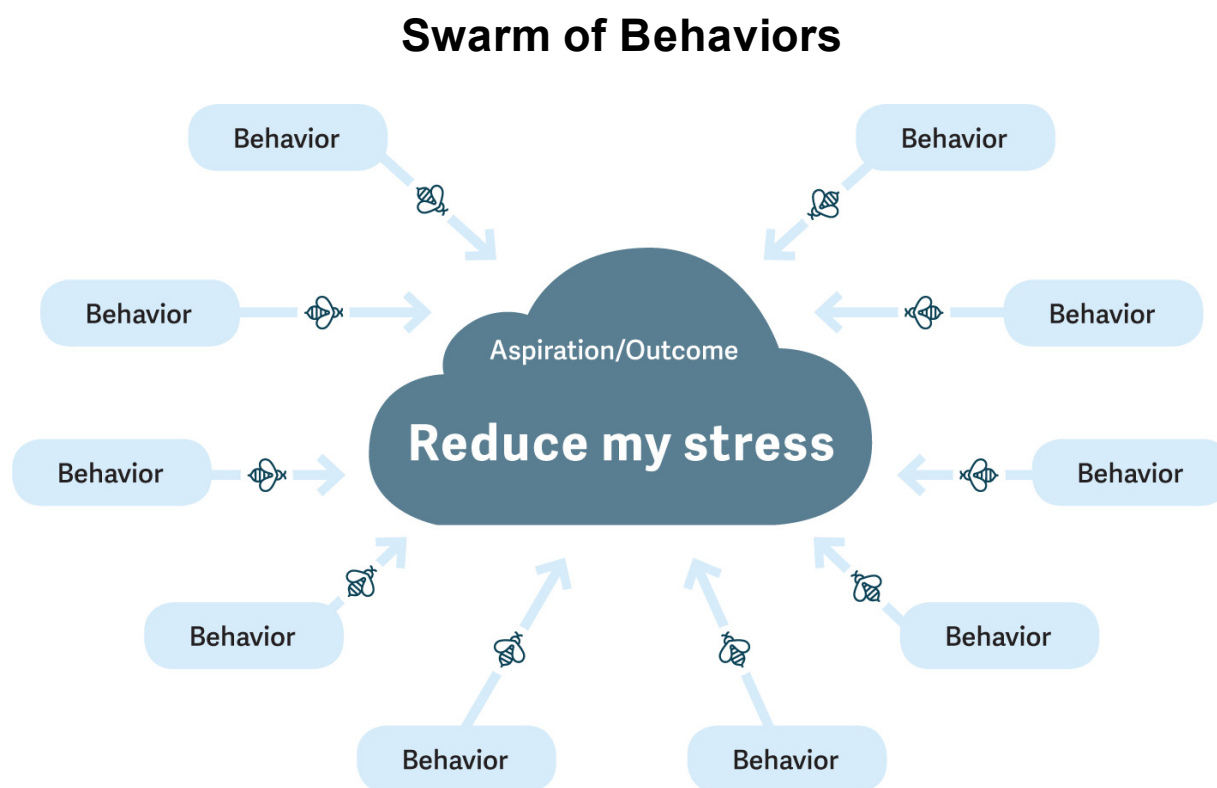 Swarm of Behaviors
Behavior
Behavior
Behavior
Behavior
Aspiration/Outcome
Reduce my stress
Behavior
Behavior
Behavior
Behavior
Behavior
Behavior